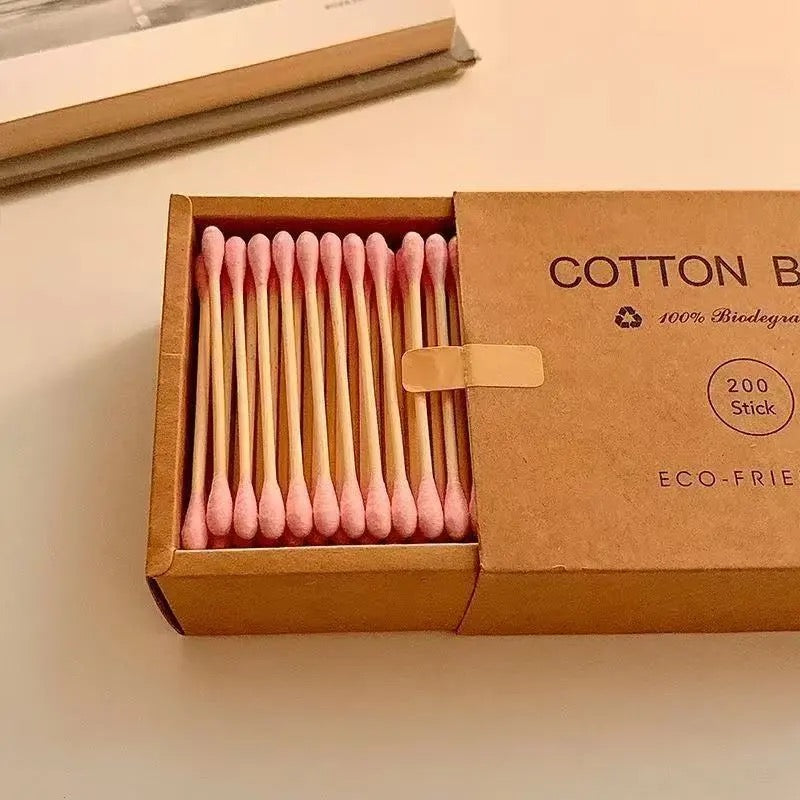 COTTON B
100% Biodegra
200
Stick
ECO-FRIE